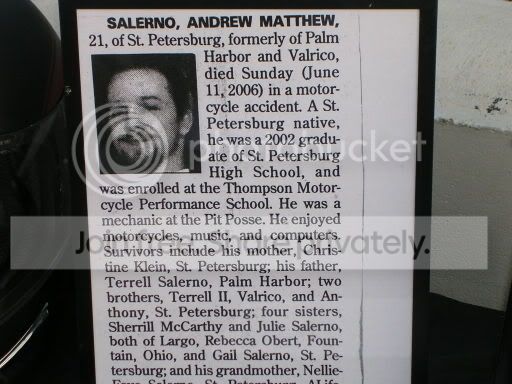 SALERNO, ANDREW MATTHEW,
21, of St. Petersburg, formerly of Palm
Harbor and Valrico,
died Sunday (June
11, 2006) in a motor-
cycle accident. A St.
Petersburg native,
he was a 2002 gradu-
ate of St. Petersburg
High School, and
was enrolled at the Thompson Motor-
cycle Performance School. He was a
mechanic at the Pit Posse. He enjoyed
motorcycles, music, and computers.
Survivors include his mother, Chris-
tine Klein, St. Petersburg; his father,
Terrell Salerno, Palm Harbor; two
brothers, Terrell II, Valrico, and An-
thony, St. Petersburg; four sisters,
Sherrill McCarthy and Julie Salerno,
both of Largo, Rebecca Obert, Foun-
tain, Ohio, and Gail Salerno, St. Pe-
tersburg; and his grandmother, Nellie-
Salerno, St. Petersburg.
photobucket
privately.